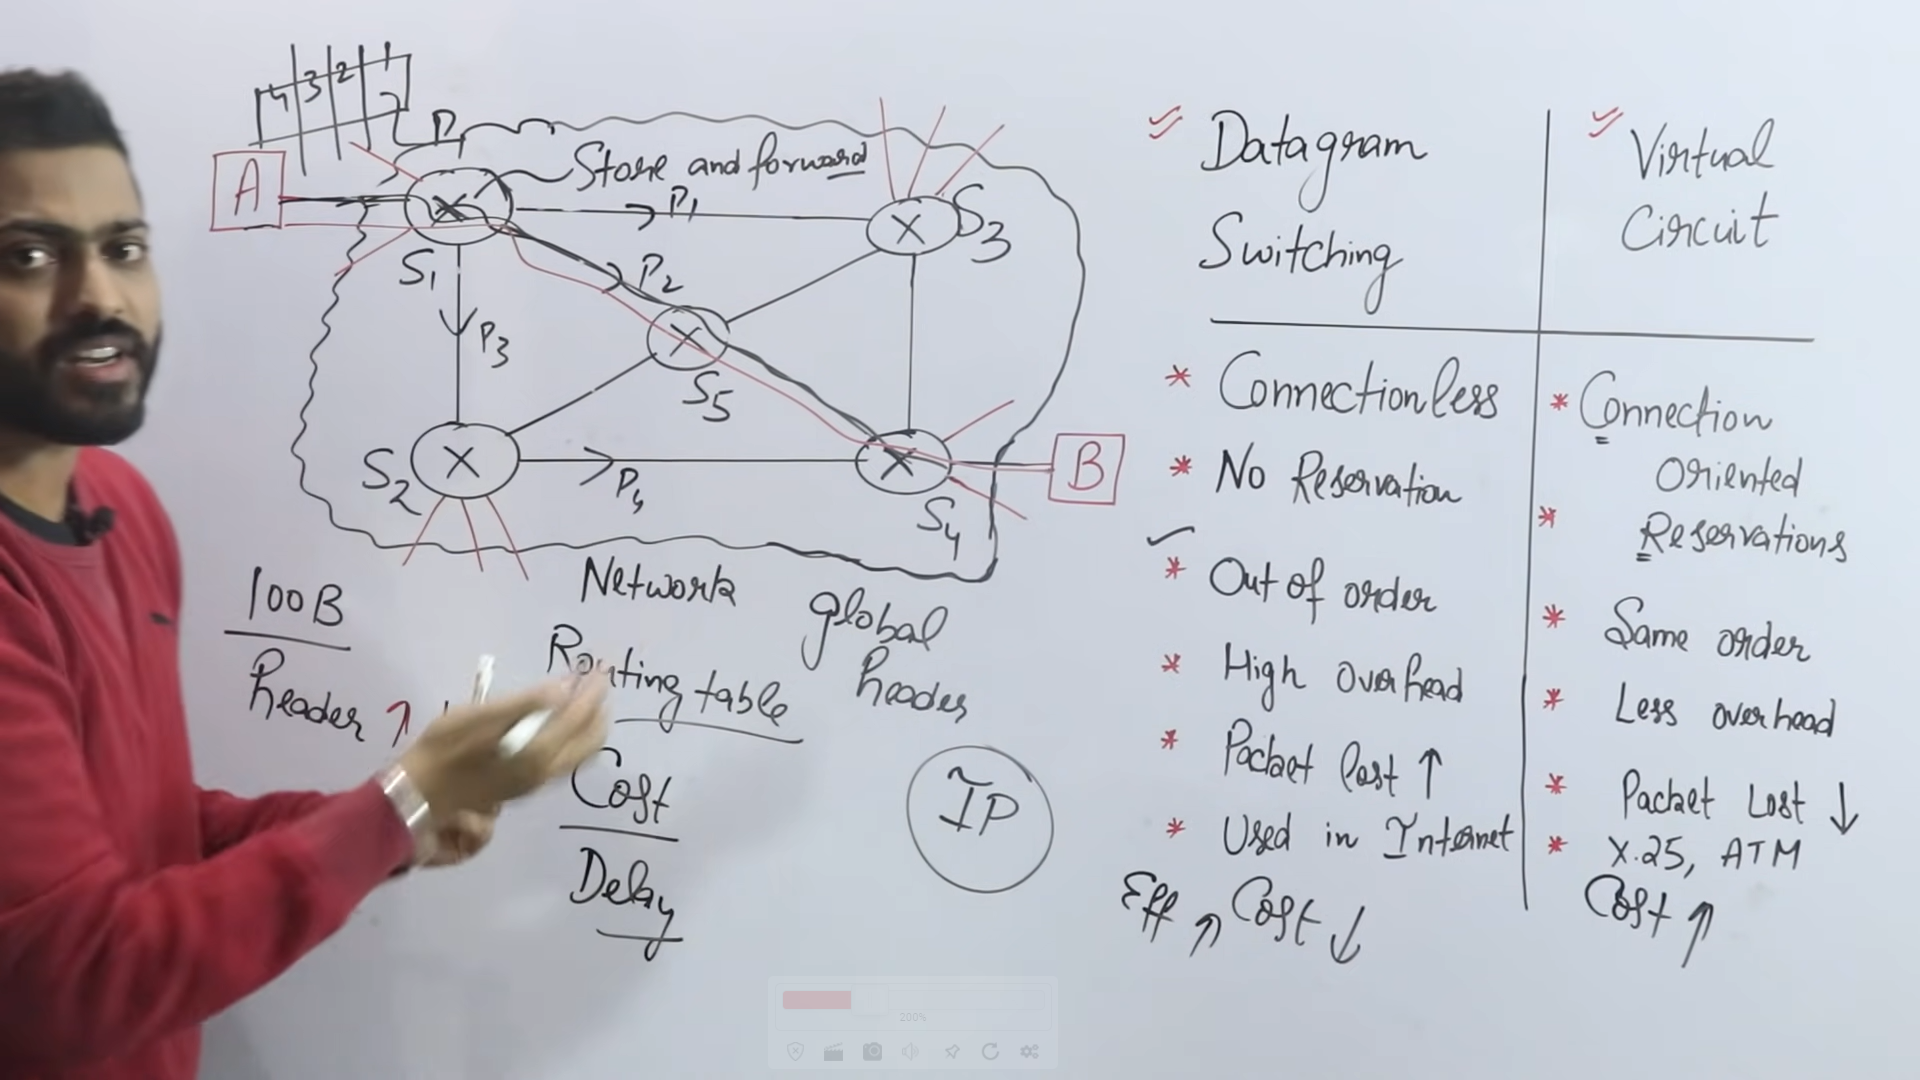 4 3 2 1
P1
A
Store and forward
P1
S1
S3
P2
P3
S5
S2
P4
S4
B
Network
100B
Header ↑
Routing table
global
header
Cost
Delay
IP
Datagram
Switching
* Connectionless
* No Reservation
* Out of order
* High overhead
* Packet lost ↑
* Used in Internet
Eff ↑ Cost ↓
Virtual
Circuit
* Connection
Oriented
* Reservations
* Same order
* Less overhead
* Packet Lost ↓
* X.25, ATM
Cost ↑
200%